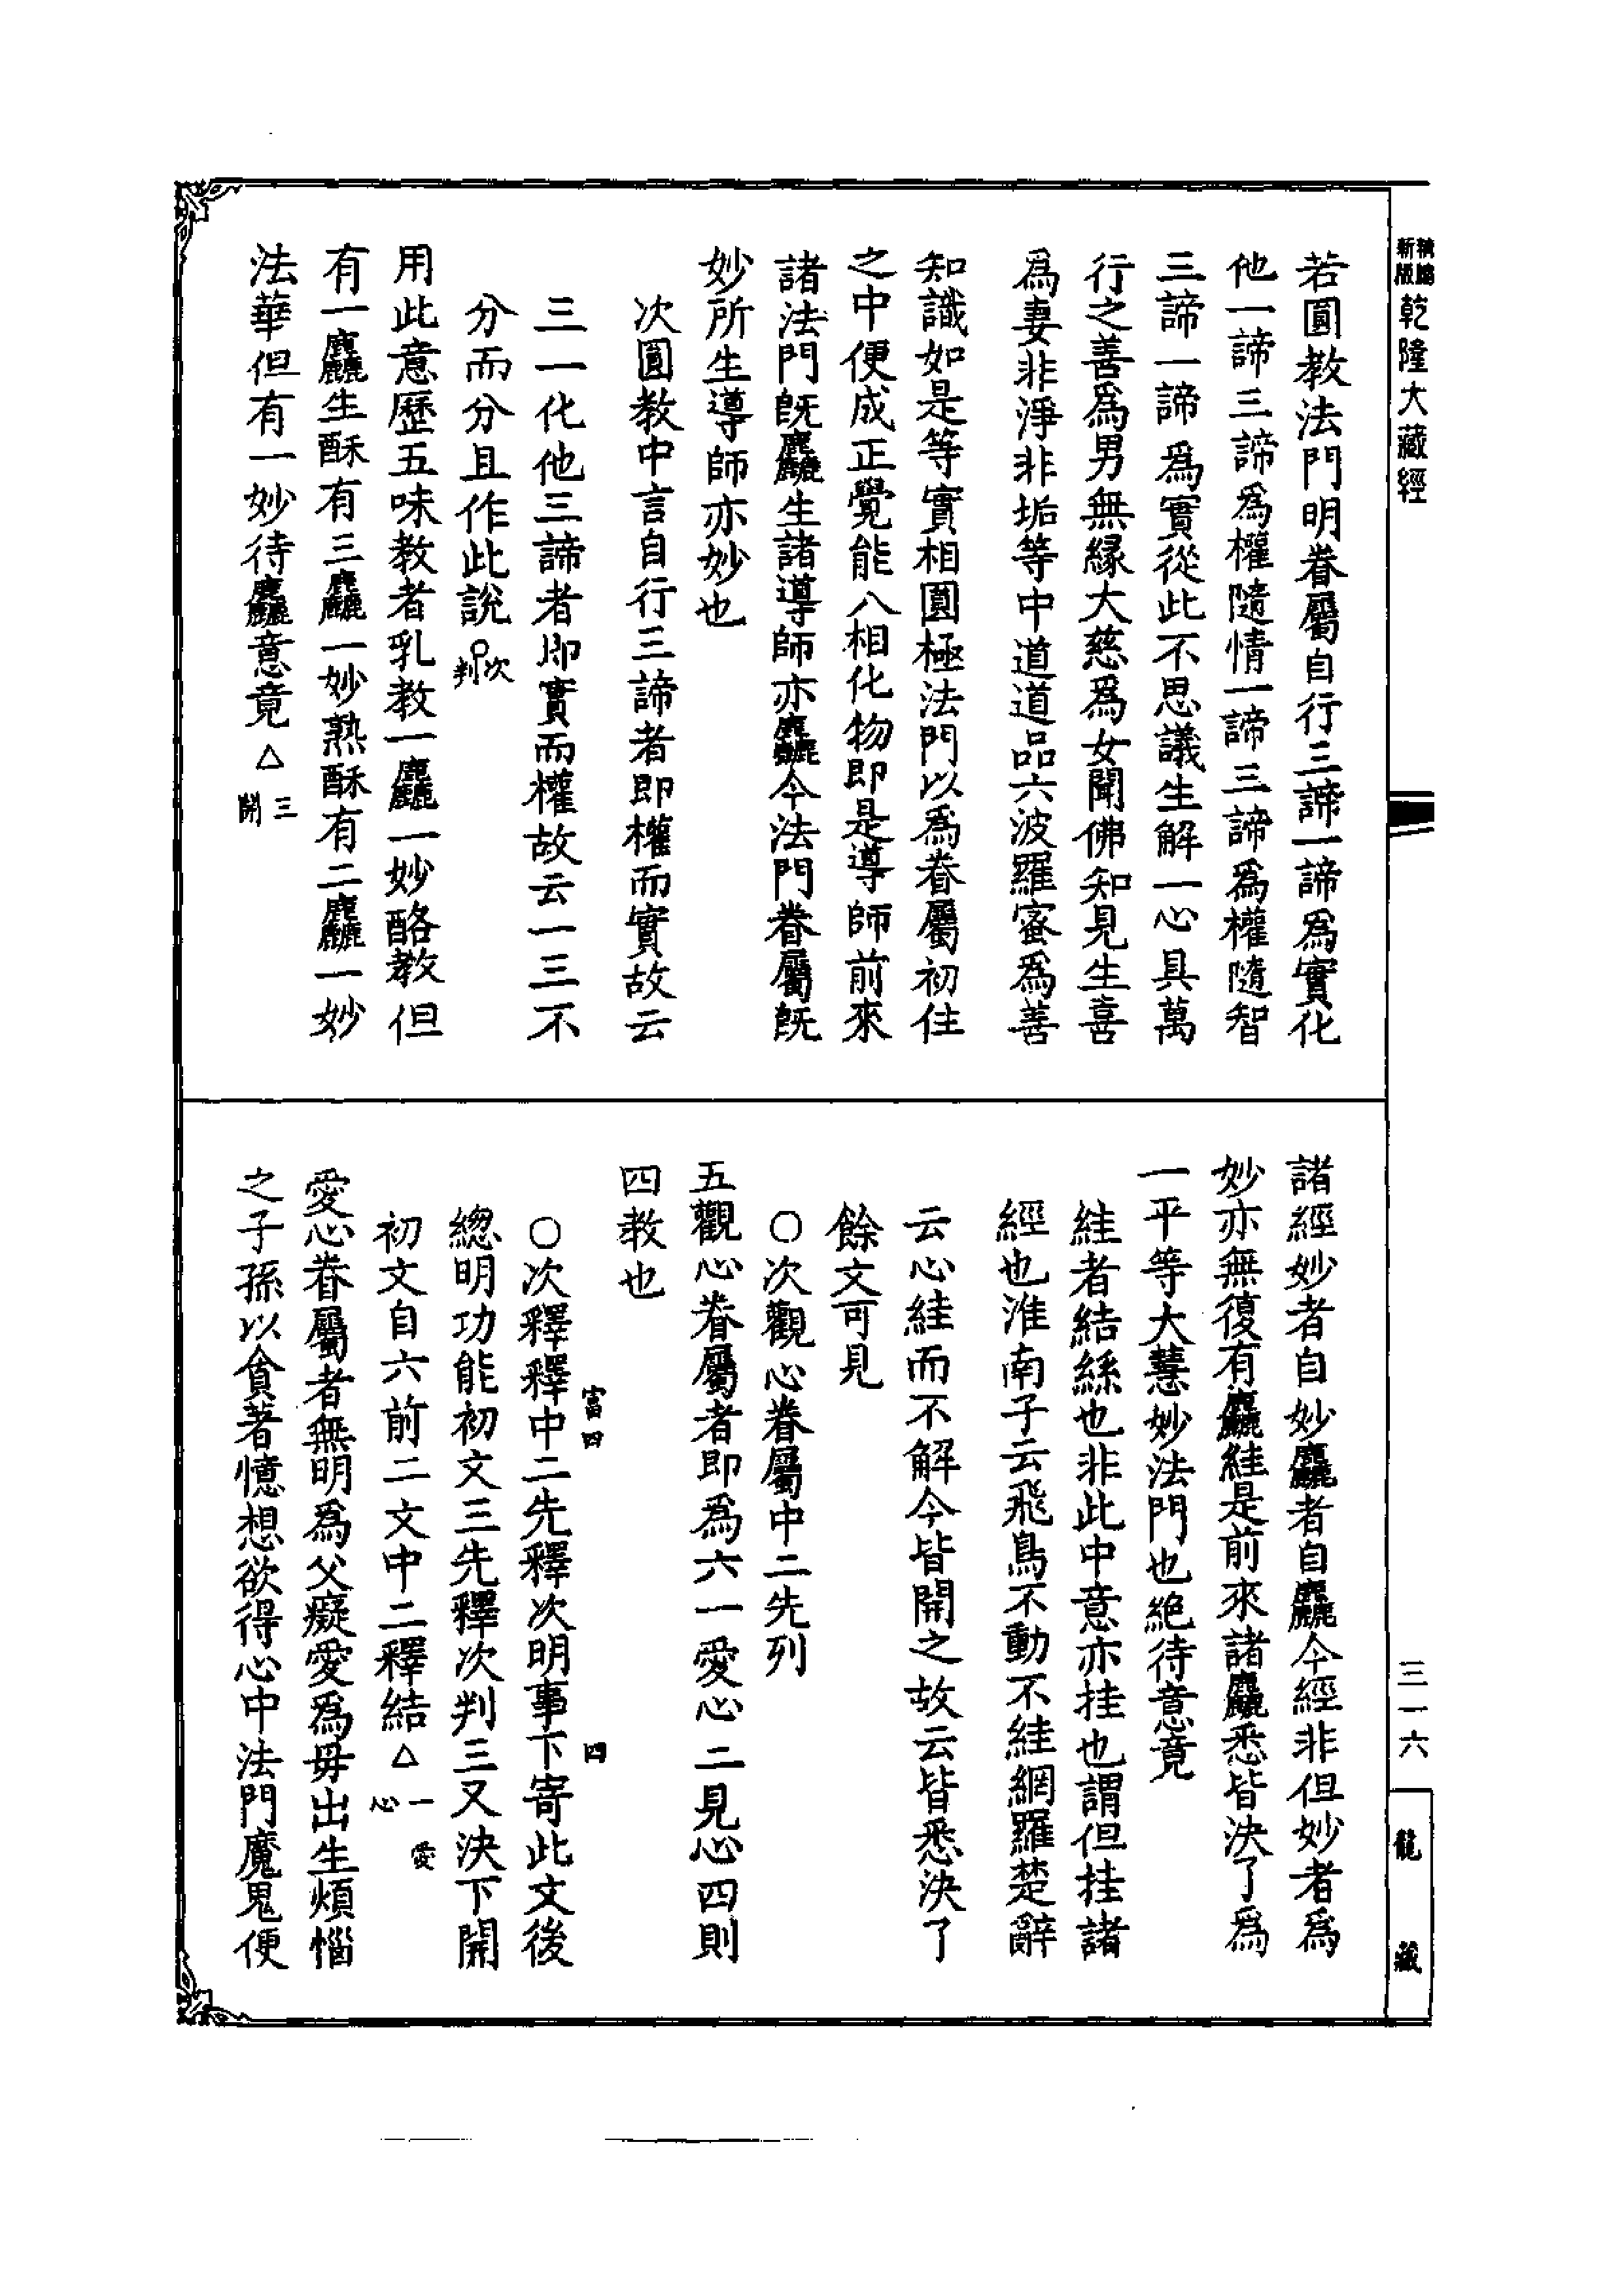 新版 精編
乾隆大藏經
若圓教法門明眷屬自行三諦一諦爲實化
他一諦三諦爲權隨情一諦三諦爲權隨智
三諦一諦爲實從此不思議生解一心具萬
行之善爲男無緣大慈爲女聞佛知見生喜
爲妻非淨非垢等中道道品六波羅蜜爲善
知識如是等實相圓極法門以爲眷屬初住
之中便成正覺能八相化物即是導師前來
諸法門旣麤生諸導師亦麤今法門眷屬旣
妙所生導師亦妙也
次圓教中言自行三諦者即權而實故云
三一化他三諦者即實而權故云一三不
分而分且作此說○次判
用此意歷五味教者乳教一麤一妙酪教但
有一麤生酥有三麤一妙熟酥有二麤一妙
法華但有一妙待麤意竟△三開
諸經妙者自妙麤者自麤今經非但妙者爲
妙亦無復有麤絓是前來諸麤悉皆決了爲
一平等大慧妙法門也絕待意竟
絓者結絲也非此中意亦挂也謂但挂諸
經也淮南子云飛鳥不動不絓網羅楚辭
云心絓而不解今皆開之故云皆悉決了
餘文可見
○次觀心眷屬中二先列
五觀心眷屬者即爲六一愛心二見心四則
四教也
富四
四
○次釋釋中二先釋次明事下寄此文後
總明功能初文三先釋次判三又決下開
初文自六前二文中二釋結△一愛心
愛心眷屬者無明爲父癡愛爲母出生煩惱
之子孫以貪著憶想欲得心中法門魔鬼便
三一六
龍藏